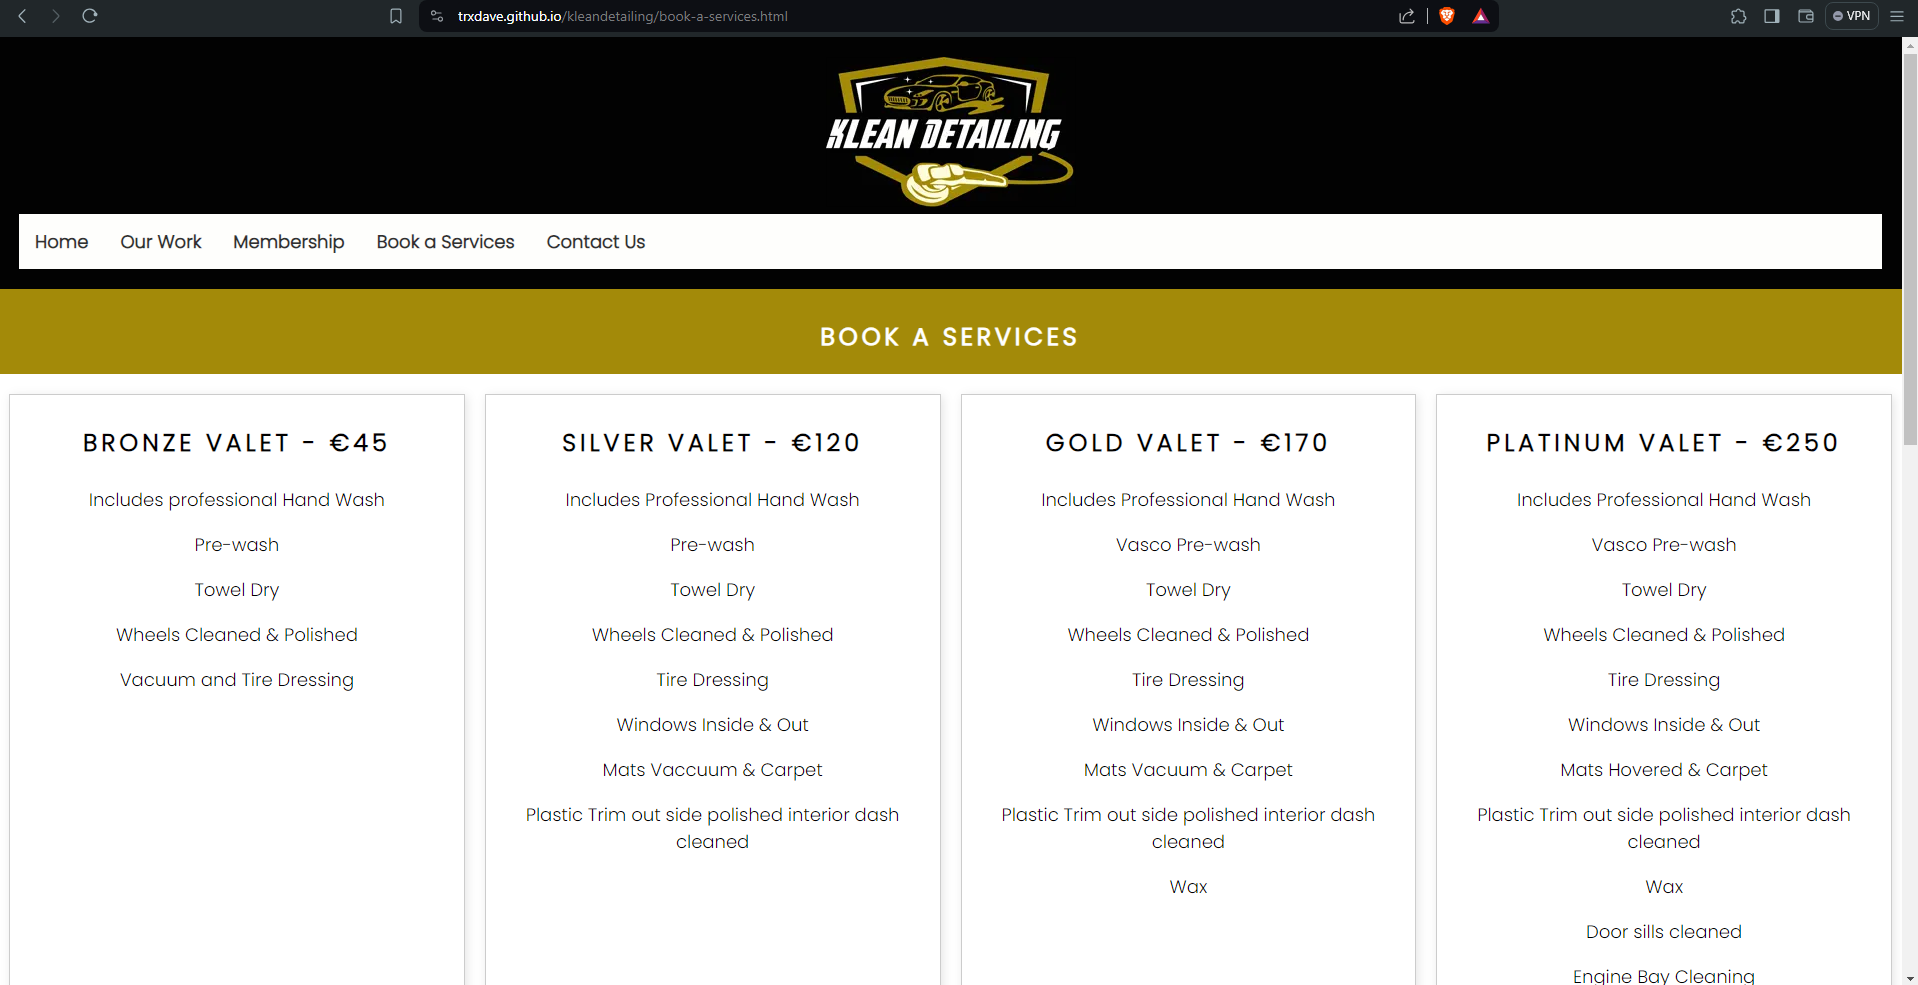 trxdave.github.io/kleandetailing/book-a-services.html
VPN
KLEAN DETAILING
Home
Our Work
Membership
Book a Services
Contact Us
BOOK A SERVICES
BRONZE VALET - €45
Includes professional Hand Wash
Pre-wash
Towel Dry
Wheels Cleaned & Polished
Vacuum and Tire Dressing
SILVER VALET - €120
Includes Professional Hand Wash
Pre-wash
Towel Dry
Wheels Cleaned & Polished
Tire Dressing
Windows Inside & Out
Mats Vaccuum & Carpet
Plastic Trim out side polished interior dash
cleaned
GOLD VALET - €170
Includes Professional Hand Wash
Vasco Pre-wash
Towel Dry
Wheels Cleaned & Polished
Tire Dressing
Windows Inside & Out
Mats Vacuum & Carpet
Plastic Trim out side polished interior dash
cleaned
Wax
PLATINUM VALET - €250
Includes Professional Hand Wash
Vasco Pre-wash
Towel Dry
Wheels Cleaned & Polished
Tire Dressing
Windows Inside & Out
Mats Hovered & Carpet
Plastic Trim out side polished interior dash
cleaned
Wax
Door sills cleaned
Engine Bay Cleaning